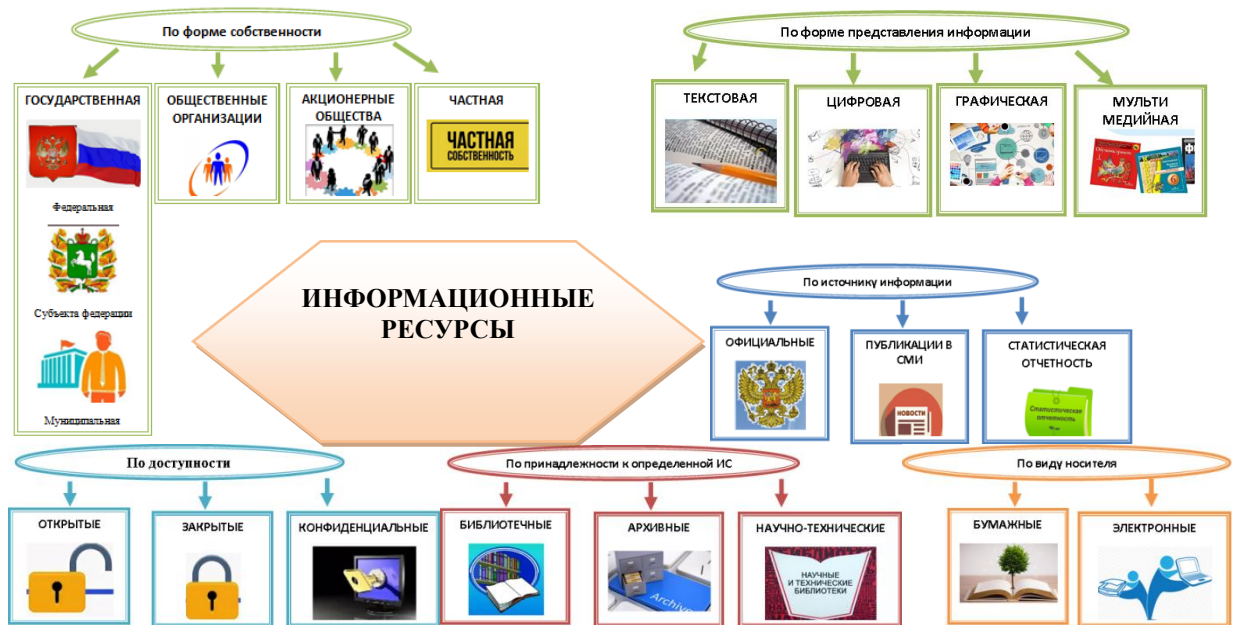 По форме собственности
ГОСУДАРСТВЕННАЯ
Федеральная
Субъекта федерации
Муниципальная
ОБЩЕСТВЕННЫЕ
ОРГАНИЗАЦИИ
АКЦИОНЕРНЫЕ
ОБЩЕСТВА
ЧАСТНАЯ
ЧАСТНАЯ
СОБСТВЕННОСТЬ
По форме представления информации
ТЕКСТОВАЯ
ЦИФРОВАЯ
ГРАФИЧЕСКАЯ
МУЛЬТИ
МЕДИЙНАЯ
ИНФОРМАЦИОННЫЕ
РЕСУРСЫ
По источнику информации
ОФИЦИАЛЬНЫЕ
ПУБЛИКАЦИИ В
СМИ
НОВОСТИ
СТАТИСТИЧЕСКАЯ
ОТЧЕТНОСТЬ
Статистическая
отчетность
По доступности
ОТКРЫТЫЕ
ЗАКРЫТЫЕ
КОНФИДЕНЦИАЛЬНЫЕ
По принадлежности к определенной ИС
БИБЛИОТЕЧНЫЕ
АРХИВНЫЕ
Archive
НАУЧНО-ТЕХНИЧЕСКИЕ
НАУЧНЫЕ
И ТЕХНИЧЕСКИЕ
БИБЛИОТЕКИ
По виду носителя
БУМАЖНЫЕ
ЭЛЕКТРОННЫЕ